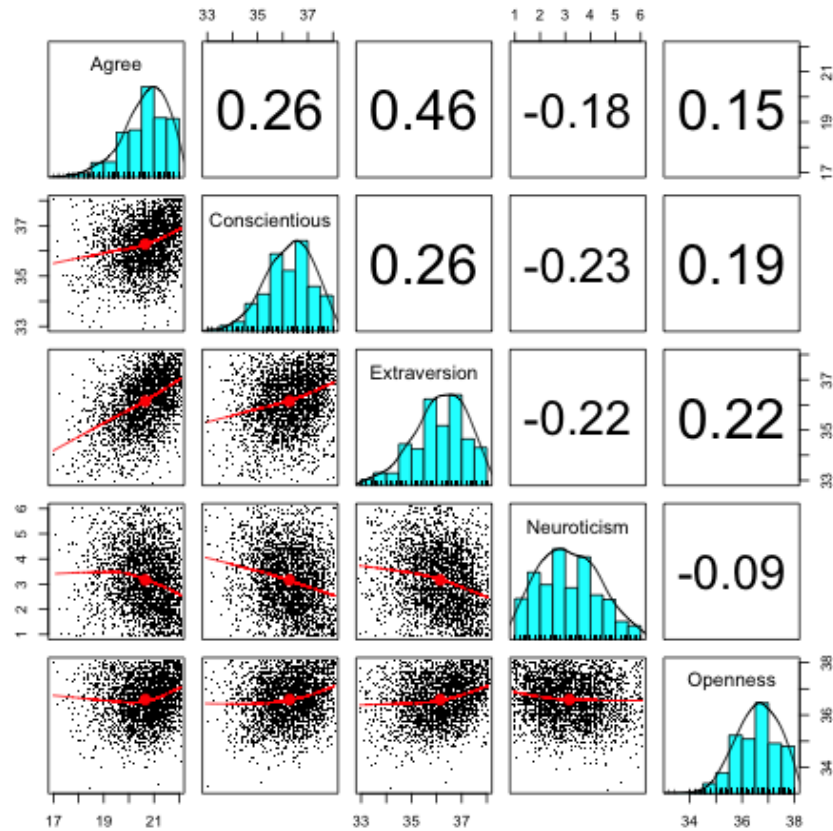 33 35 37
1 2 3 4 5 6
Agree
0.26
0.46
-0.18
0.15
17 19 21
33 35 37
Conscientious
0.26
-0.23
0.19
Extraversion
-0.22
0.22
33 35 37
1 2 3 4 5 6
Neuroticism
-0.09
Openness
34 36 38
17 19 21
33 35 37
34 36 38